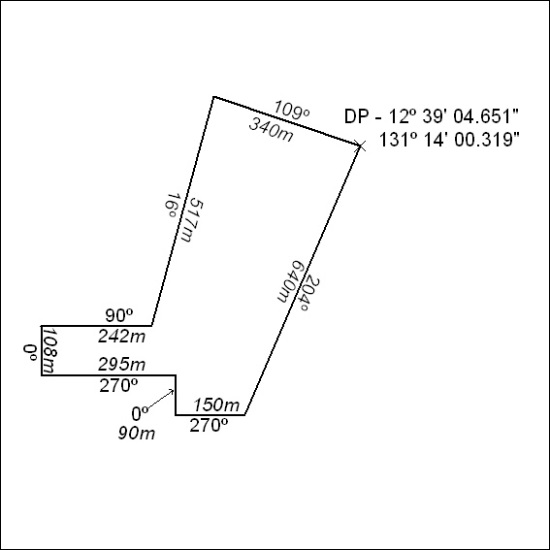 109º
340m
DP - 12º 39' 04.651"
131º 14' 00.319"
517m
16º
204º
640m
90º
242m
108m
0º
295m
270º
150m
270º
0º
90m